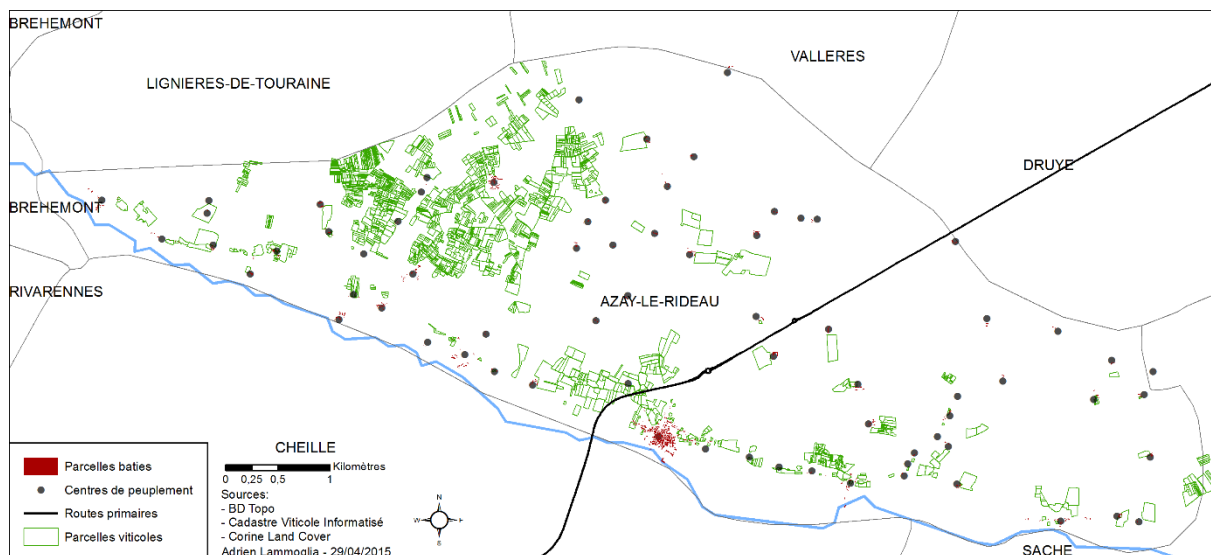 BREHEMONT
VALLERES
LIGNIERES-DE-TOURAINE
DRUYE
BREHEMONT
RIVARENNES
AZAY-LE-RIDEAU
CHEILLE
Parcelles baties
Centres de peuplement
Routes primaires
Parcelles viticoles
Kilomètres
0 0,25 0,5 1
Sources:
- BD Topo
- Cadastre Viticole Informatisé
- Corine Land Cover
Adrien Lammoglia - 29/04/2015
N
W E
S
SACHE